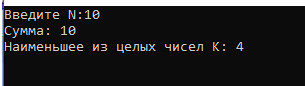 Введите N:10
Сумма: 10
Наименьшее из целых чисел K: 4